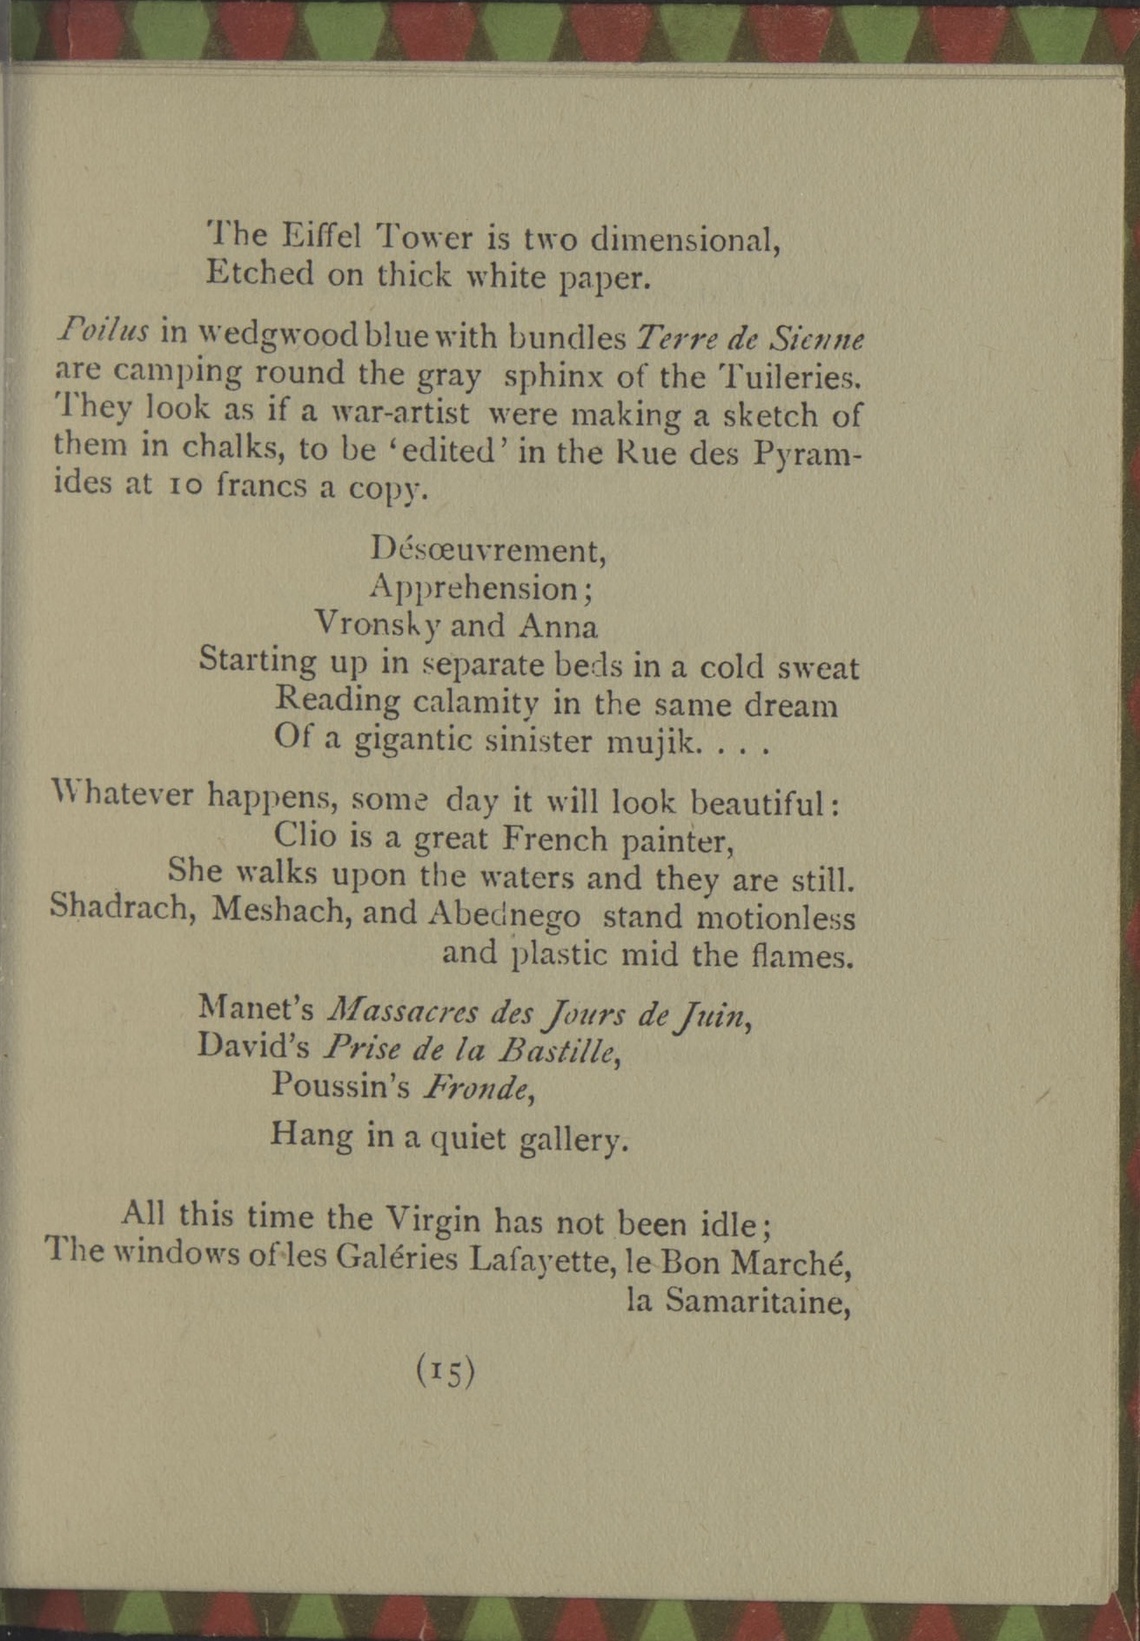 The Eiffel Tower is two dimensional,
Etched on thick white paper.
Poilus in wedgwood blue with bundles Terre de Sienne
are camping round the gray sphinx of the Tuileries.
They look as if a war-artist were making a sketch of
them in chalks, to be ‘edited’ in the Rue des Pyram-
ides at 10 francs a copy.
Désœuvrement,
Apprehension;
Vronsky and Anna
Starting up in separate beds in a cold sweat
Reading calamity in the same dream
Of a gigantic sinister mujik. . . .
Whatever happens, some day it will look beautiful:
Clio is a great French painter,
She walks upon the waters and they are still.
Shadrach, Meshach, and Abednego stand motionless
and plastic mid the flames.
Manet’s Massacres des Jours de Juin,
David’s Prise de la Bastille,
Poussin’s Fronde,
Hang in a quiet gallery.
All this time the Virgin has not been idle;
The windows of les Galéries Lafayette, le Bon Marché,
la Samaritaine,
(15)